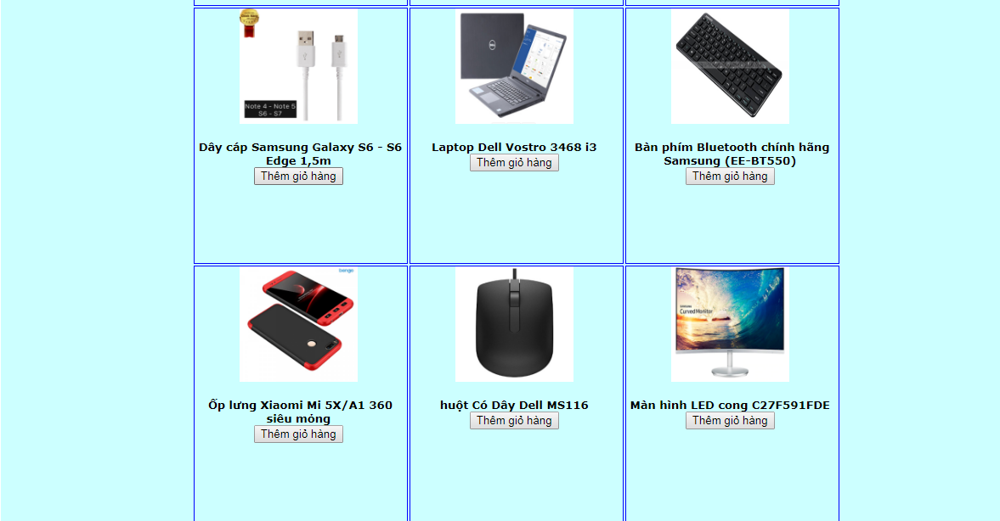 Note 4 - Note 5
S6 - S7
Dây cáp Samsung Galaxy S6 - S6
Edge 1,5m
Thêm giỏ hàng
DELL
Laptop Dell Vostro 3468 i3
Thêm giỏ hàng
Bàn phím Bluetooth chính hãng
Samsung (EE-BT550)
Thêm giỏ hàng
benge
Ốp lưng Xiaomi Mi 5X/A1 360
siêu móng
Thêm giỏ hàng
huột Có Dây Dell MS116
Thêm giỏ hàng
SAMSUNG
Curved Monitor
Màn hình LED cong C27F591FDE
Thêm giỏ hàng